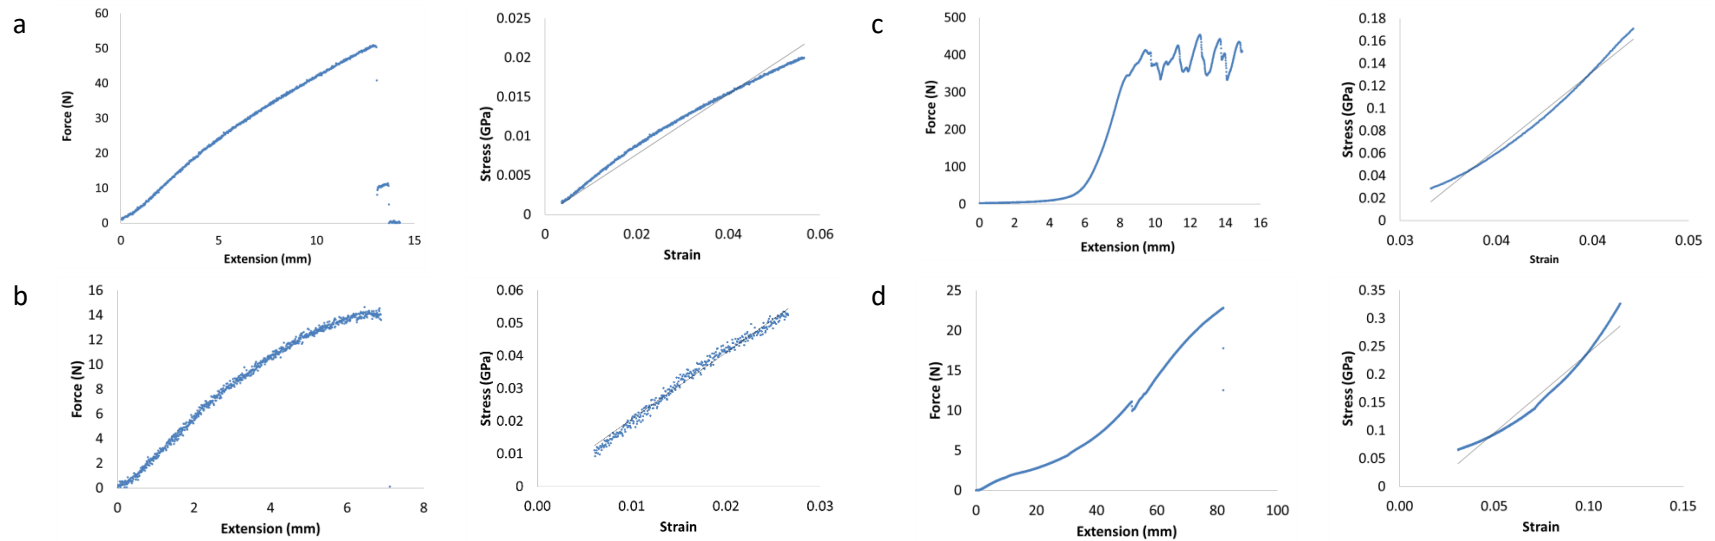 a
60
50
40
30
20
10
0
Force (N)
0 5 10 15
Extension (mm)
0.025
0.02
0.015
0.01
0.005
0
Stress (GPa)
0 0.02 0.04 0.06
Strain
c
500
400
300
200
100
0
Force (N)
0 2 4 6 8 10 12 14 16
Extension (mm)
0.18
0.16
0.14
0.12
0.1
0.08
0.06
0.04
0.02
0
Stress (GPa)
0.03 0.04 0.04 0.05
Strain
b
16
14
12
10
8
6
4
2
0
Force (N)
0 2 4 6 8
Extension (mm)
0.06
0.05
0.04
0.03
0.02
0.01
0
Stress (GPa)
0.00 0.01 0.02 0.03
Strain
d
25
20
15
10
5
0
Force (N)
0 20 40 60 80 100
Extension (mm)
0.35
0.3
0.25
0.2
0.15
0.1
0.05
0
Stress (GPa)
0.00 0.05 0.10 0.15
Strain